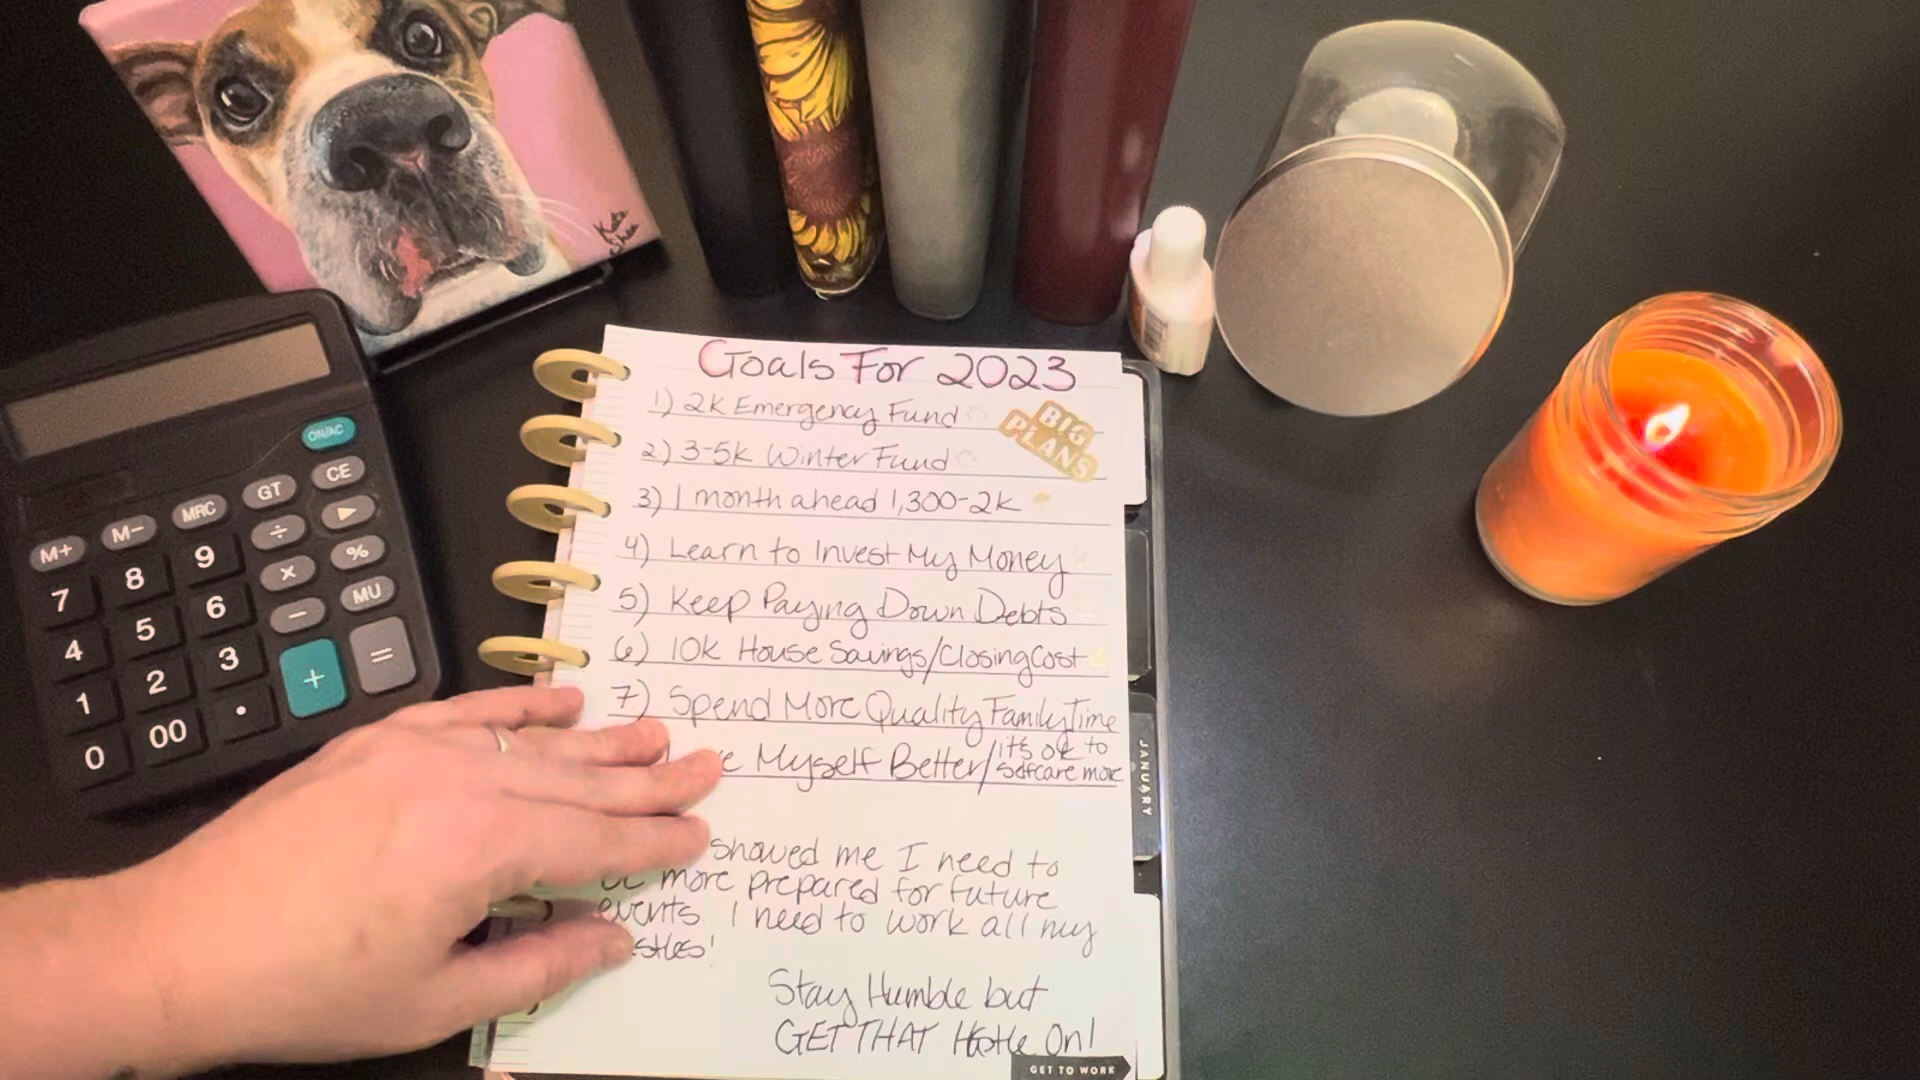 Kate
Shea
Goals For 2023
1) 2k Emergency Fund
BIG
PLANS
2) 3-5k Winter Fund
3) 1 month ahead 1,300-2k
4) Learn to Invest My Money
5) Keep Paying Down Debts
6) 10k House Savings/Closing Cost
7) Spend More Quality Family Time
Myself Better/it's ok to
selfcare more
showed me I need to
more prepared for future
events. I need to work all my
Stay Humble but
GET THAT Hustle On!
GET TO WORK
JANUARY
ON/AC
CE
GT
MRC
M-
M+
▶
÷
9
8
7
%
×
6
5
4
MU
-
3
2
1
=
+
.
00
0